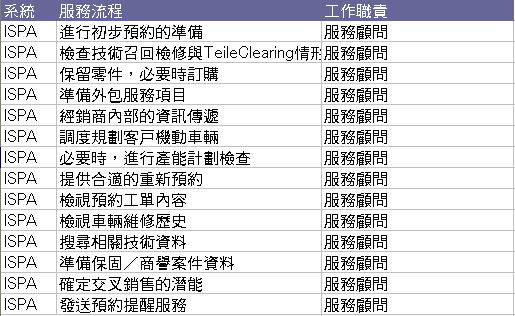 系統 服務流程 工作職責
ISPA 進行初步預約的準備 服務顧問
ISPA 檢查技術召回檢修與TeileClearing情形 服務顧問
ISPA 保留零件，必要時訂購 服務顧問
ISPA 準備外包服務項目 服務顧問
ISPA 經銷商內部的資訊傳遞 服務顧問
ISPA 調度規劃客戶機動車輛 服務顧問
ISPA 必要時，進行產能計劃檢查 服務顧問
ISPA 提供合適的重新預約 服務顧問
ISPA 檢視預約工單內容 服務顧問
ISPA 檢視車輛維修歷史 服務顧問
ISPA 搜尋相關技術資料 服務顧問
ISPA 準備保固／商譽案件資料 服務顧問
ISPA 確定交叉銷售的潛能 服務顧問
ISPA 發送預約提醒服務 服務顧問